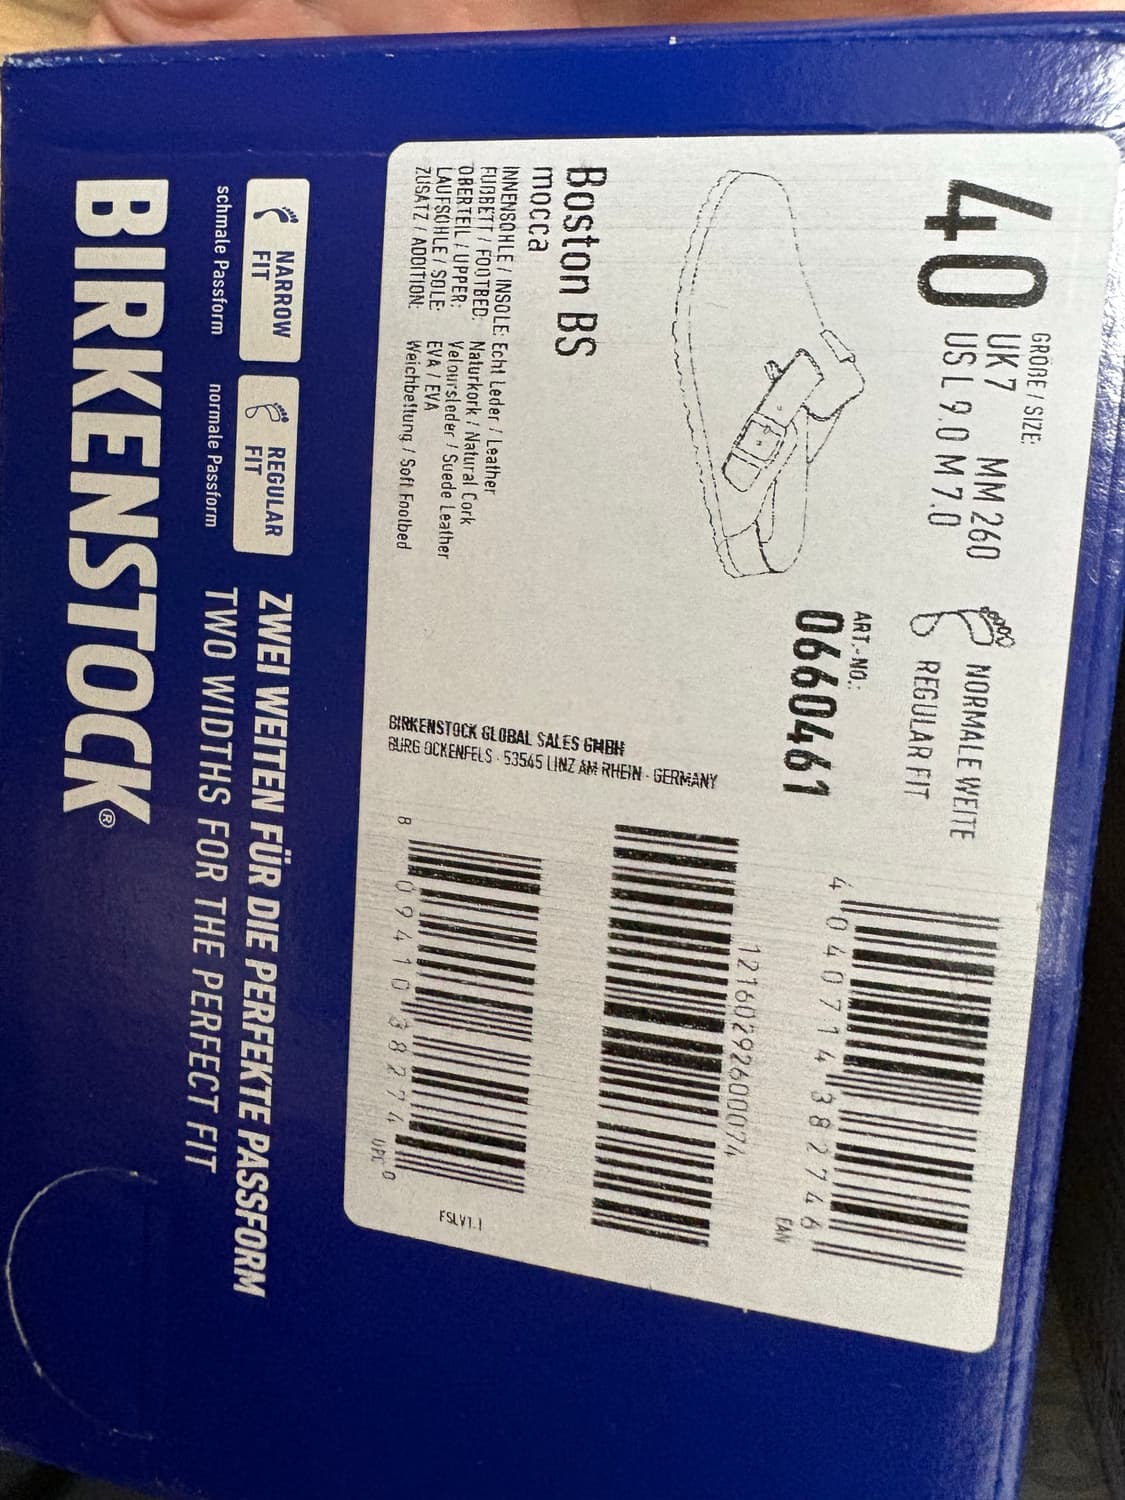 GRÖßE / SIZE:
40
UK7 MM 260
US L 9.0 M 7.0
NORMALE WEITE
REGULAR FIT
ART.-NO.:
0660461
4 040714 382746
EAN
1216029260074
Boston BS
mocca
INNENSOHLE / INSOLE: Echt Leder / Leather
FUßBETT / FOOTBED: Naturkork / Natural Cork
OBERTEIL / UPPER: Veloursleder / Suede Leather
LAUFSOHLE / SOLE: EVA / EVA
ZUSATZ / ADDITION: Weichbettung / Soft Footbed
BIRKENSTOCK GLOBAL SALES GMBH
BURG OCKENFELS · 53545 LINZ AM RHEIN · GERMANY
8 09410 38274 0
UPC
FSLV1.1
NARROW
FIT
schmale Passform
REGULAR
FIT
normale Passform
ZWEI WEITEN FÜR DIE PERFEKTE PASSFORM
TWO WIDTHS FOR THE PERFECT FIT
BIRKENSTOCK®